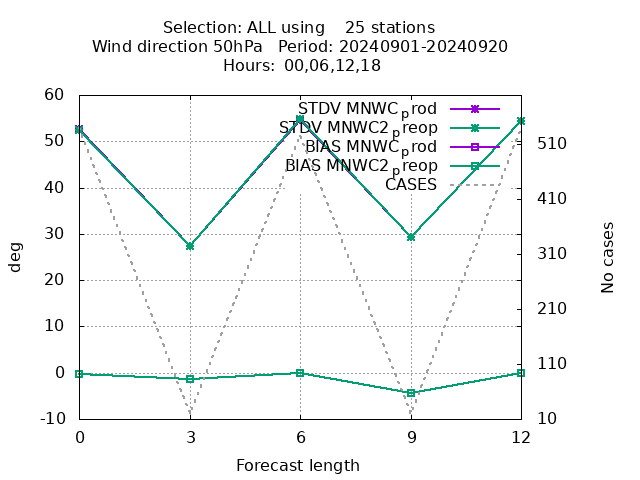 Selection: ALL using    25 stations
Wind direction 50hPa   Period: 20240901-20240920
Hours: 00,06,12,18
60
50
40
30
20
10
0
-10
deg
STDV MNWC_prod
STDV MNWC2_preop
BIAS MNWC_prod
BIAS MNWC2_preop
CASES
510
410
310
210
110
10
No cases
0 3 6 9 12
Forecast length